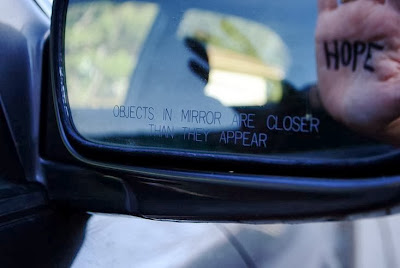 HOPE
OBJECTS IN MIRROR ARE CLOSER
THAN THEY APPEAR